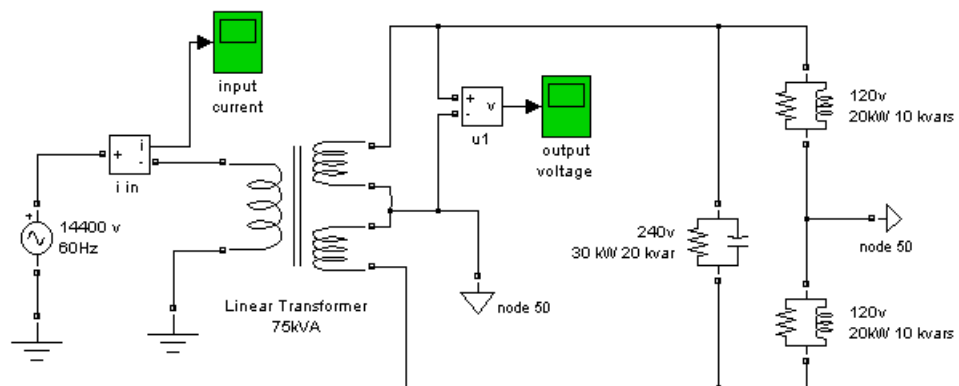 input
current
+
i
-
i in
+
14400 v
60Hz
Linear Transformer
75kVA
+
-
v
u1
output
voltage
node 50
240v
30 kW 20 kvar
120v
20kW 10 kvars
node 50
120v
20kW 10 kvars